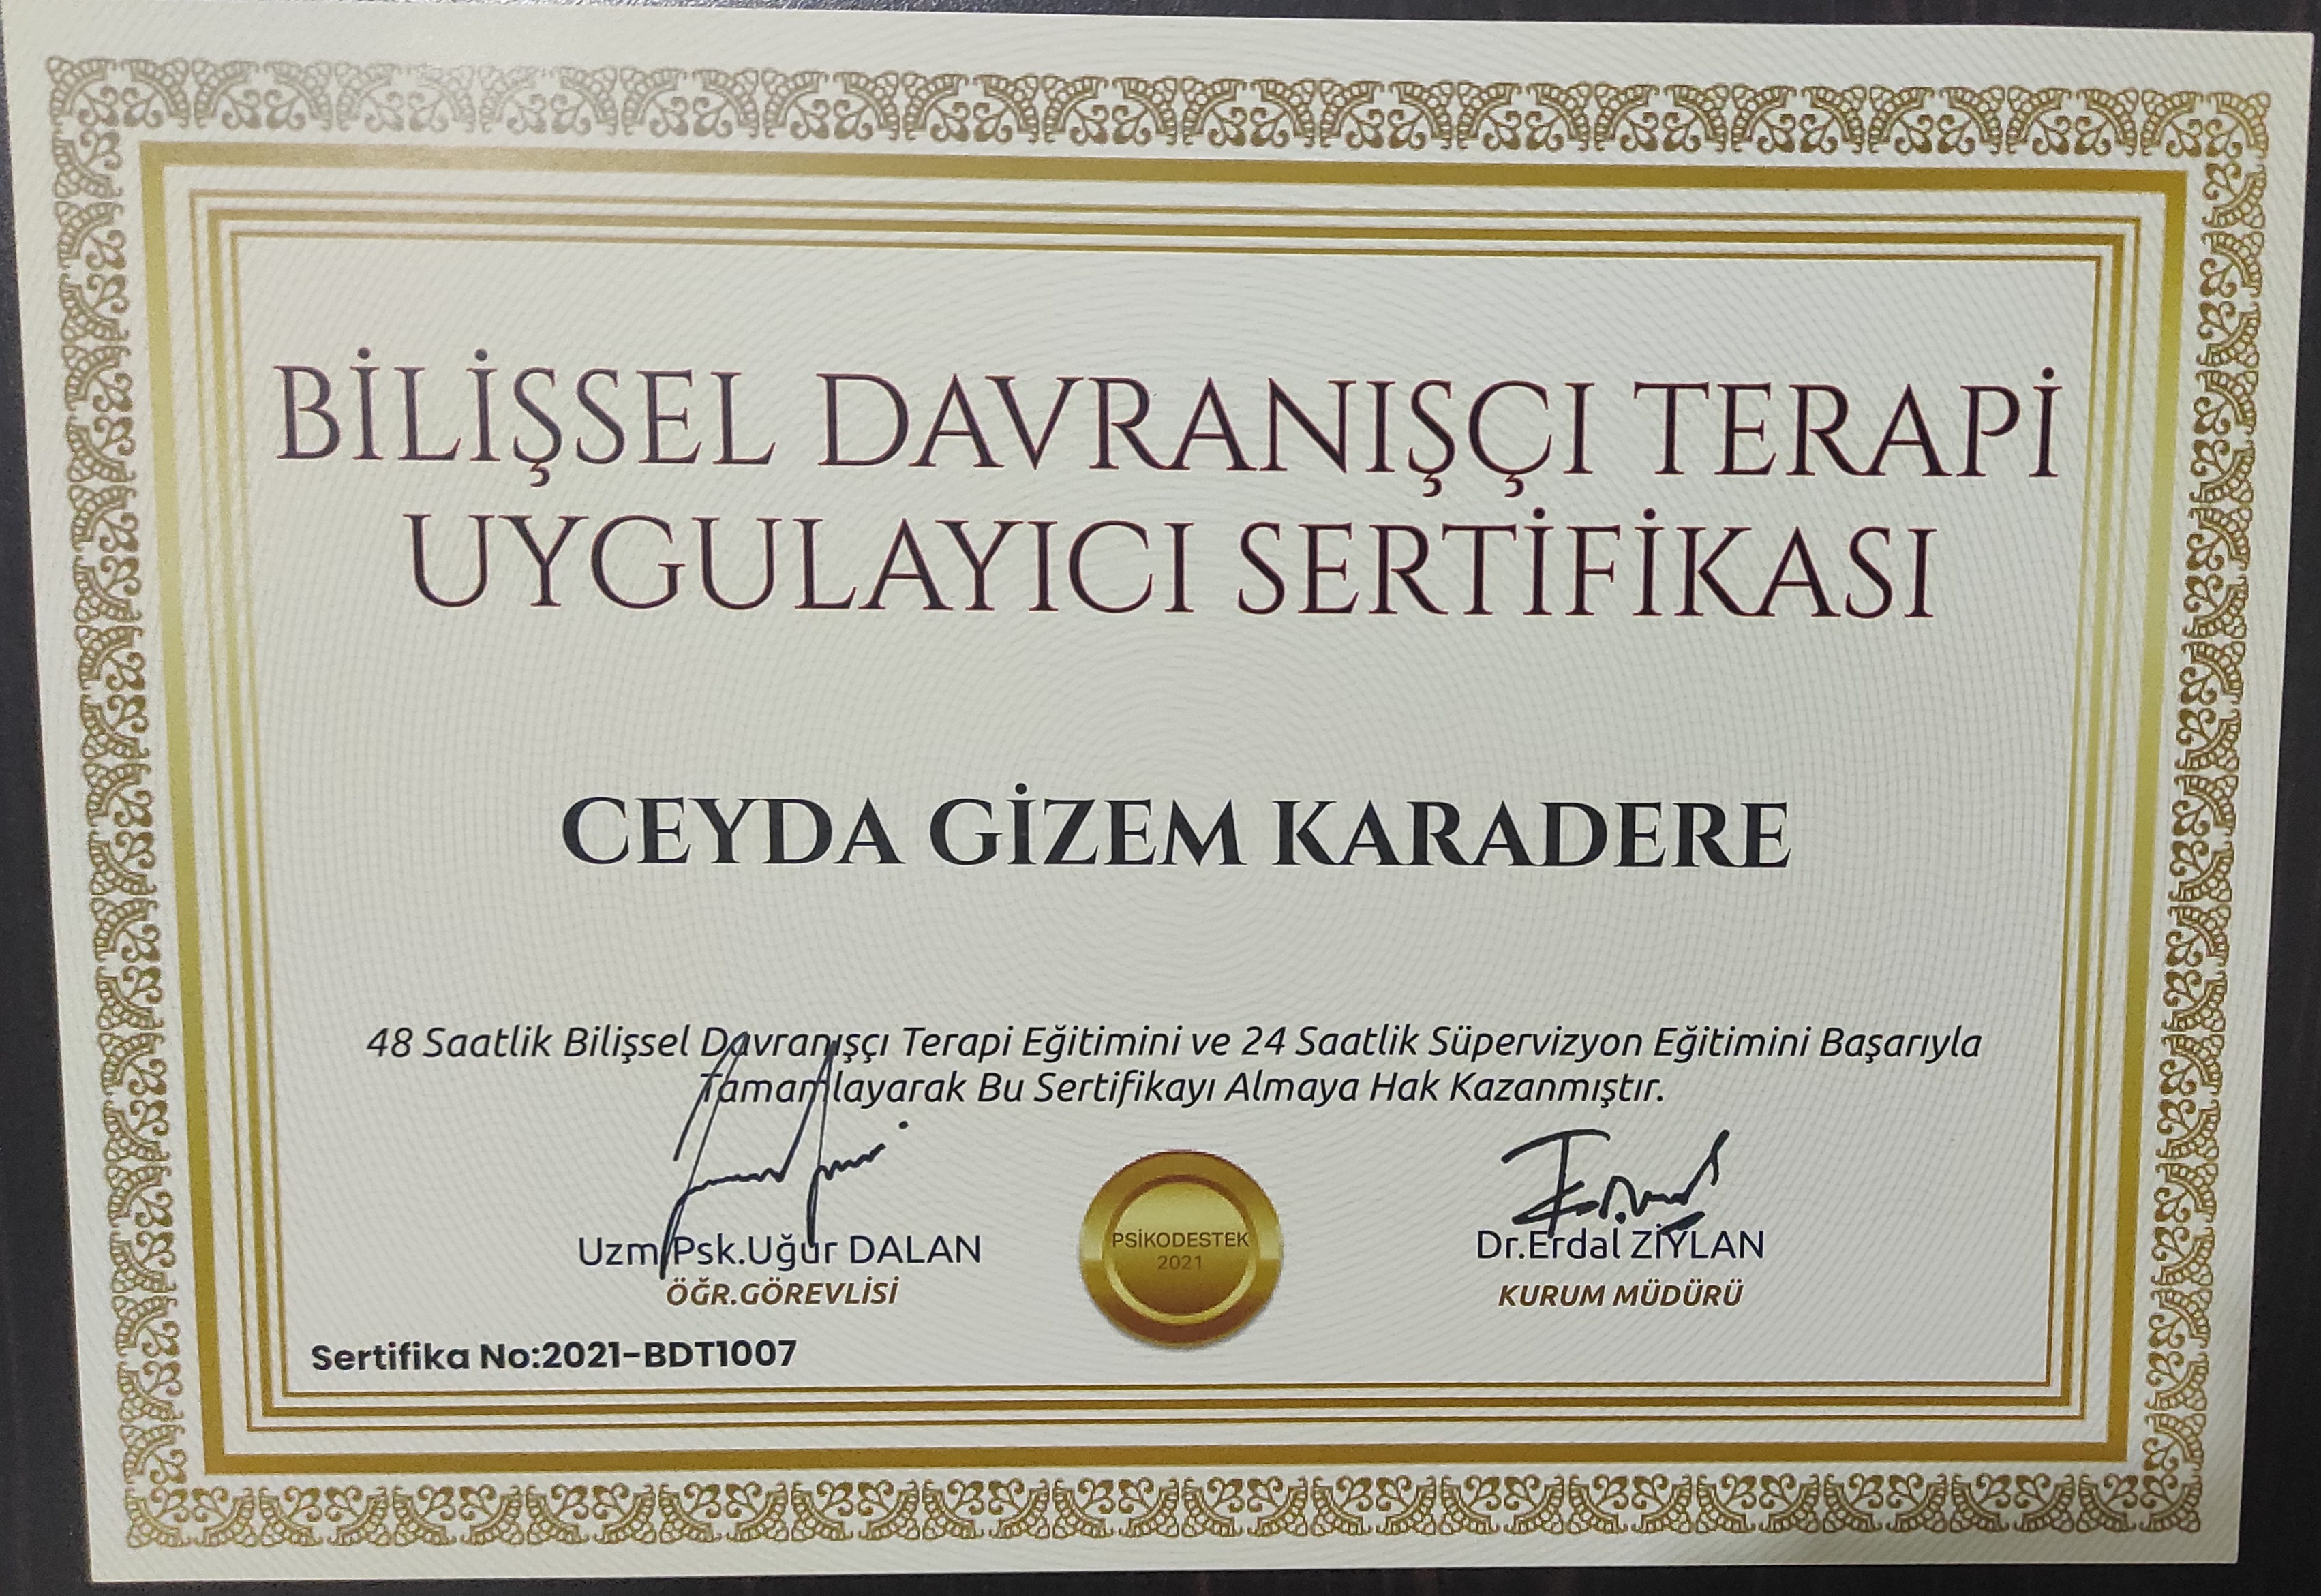 BİLİŞSEL DAVRANIŞÇI TERAPİ
UYGULAYICI SERTİFİKASI
CEYDA GİZEM KARADERE
48 Saatlik Bilişsel Davranışçı Terapi Eğitimini ve 24 Saatlik Süpervizyon Eğitimini Başarıyla
Tamamlayarak Bu Sertifikayı Almaya Hak Kazanmıştır.
Uzm.Psk.Uğur DALAN
ÖĞR.GÖREVLİSİ
PSİKODESTEK
2021
Dr.Erdal ZİYLAN
KURUM MÜDÜRÜ
Sertifika No:2021-BDT1007